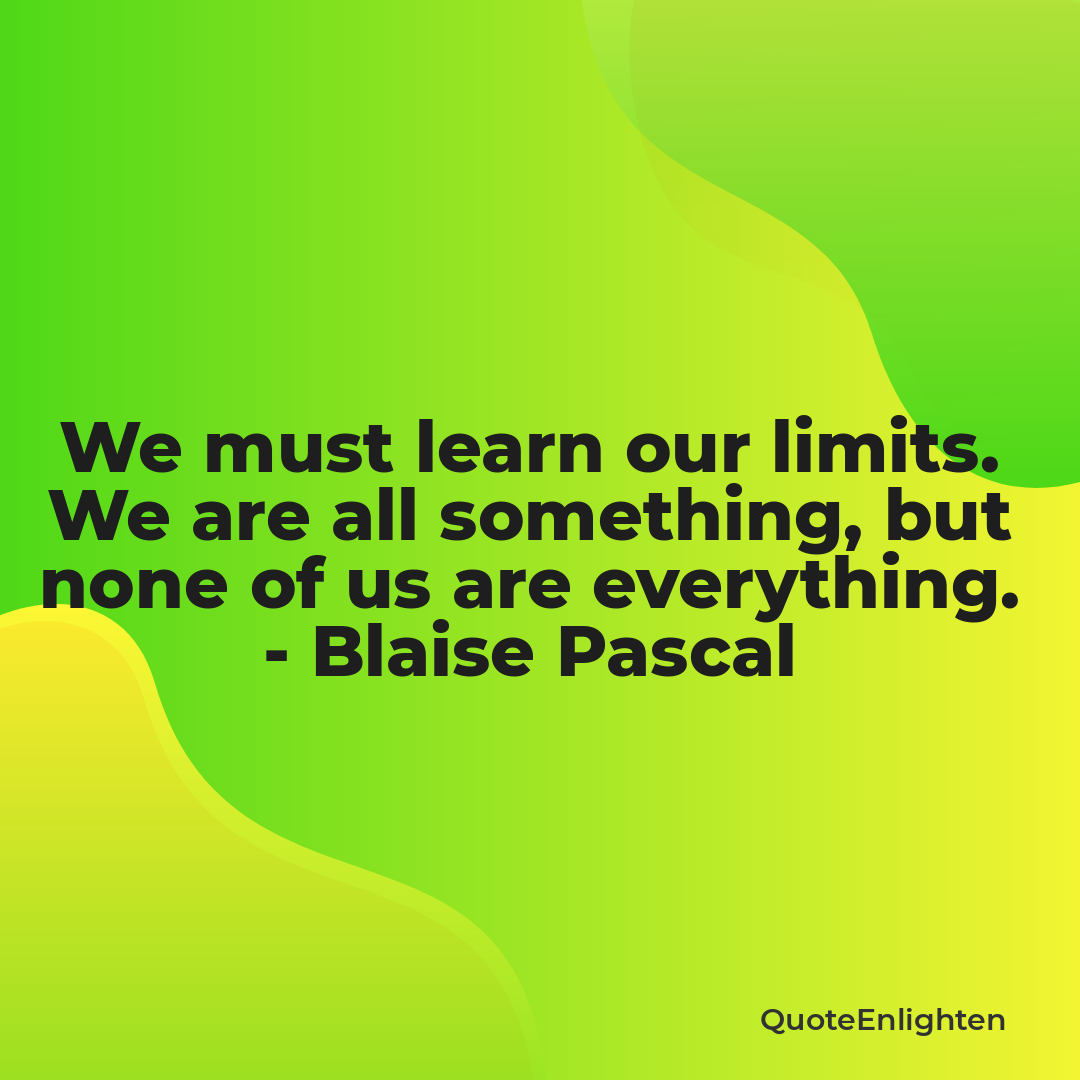 We must learn our limits.
We are all something, but
none of us are everything.
- Blaise Pascal
QuoteEnlighten